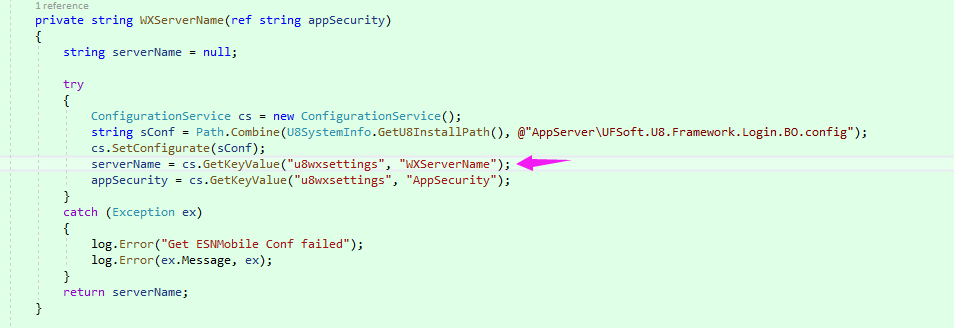 1 reference
private string WXServerName(ref string appSecurity)
{
string serverName = null;
try
{
ConfigurationService cs = new ConfigurationService();
string sConf = Path.Combine(U8SystemInfo.GetU8InstallPath(), @"AppServer\UFSoft.U8.Framework.Login.BO.config");
cs.SetConfigurate(sConf);
serverName = cs.GetKeyValue("u8wxsettings", "WXServerName");
appSecurity = cs.GetKeyValue("u8wxsettings", "AppSecurity");
}
catch (Exception ex)
{
log.Error("Get ESNMobile Conf failed");
log.Error(ex.Message, ex);
}
return serverName;
}